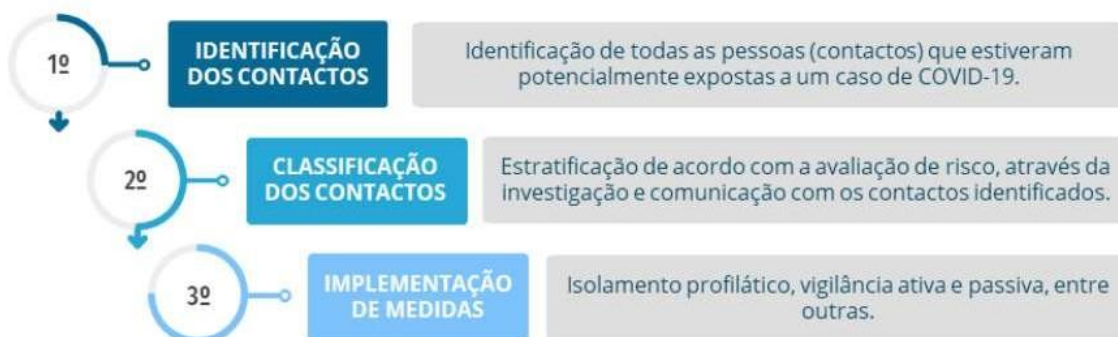 1º
IDENTIFICAÇÃO
DOS CONTACTOS
Identificação de todas as pessoas (contactos) que estiveram
potencialmente expostas a um caso de COVID-19.
2º
CLASSIFICAÇÃO
DOS CONTACTOS
Estratificação de acordo com a avaliação de risco, através da
investigação e comunicação com os contactos identificados.
3º
IMPLEMENTAÇÃO
DE MEDIDAS
Isolamento profilático, vigilância ativa e passiva, entre
outras.